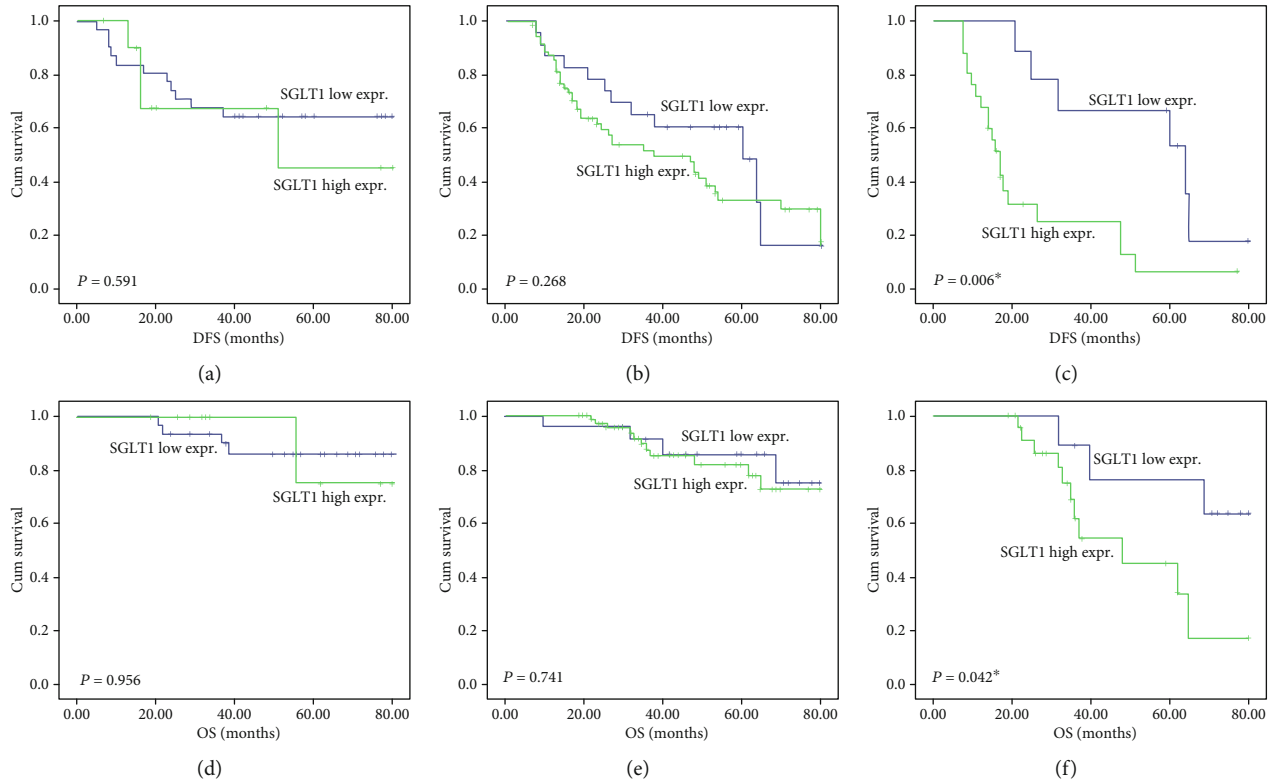 1.0
0.8
0.6
0.4
0.2
0.0
Cum survival
SGLT1 low expr.
SGLT1 high expr.
P = 0.591
0.00 20.00 40.00 60.00 80.00
DFS (months)
(a)
1.0
0.8
0.6
0.4
0.2
0.0
Cum survival
SGLT1 low expr.
SGLT1 high expr.
P = 0.268
0.00 20.00 40.00 60.00 80.00
DFS (months)
(b)
1.0
0.8
0.6
0.4
0.2
0.0
Cum survival
SGLT1 low expr.
SGLT1 high expr.
P = 0.006*
0.00 20.00 40.00 60.00 80.00
DFS (months)
(c)
1.0
0.8
0.6
0.4
0.2
0.0
Cum survival
SGLT1 low expr.
SGLT1 high expr.
P = 0.956
0.00 20.00 40.00 60.00 80.00
OS (months)
(d)
1.0
0.8
0.6
0.4
0.2
0.0
Cum survival
SGLT1 low expr.
SGLT1 high expr.
P = 0.741
0.00 20.00 40.00 60.00 80.00
OS (months)
(e)
1.0
0.8
0.6
0.4
0.2
0.0
Cum survival
SGLT1 low expr.
SGLT1 high expr.
P = 0.042*
0.00 20.00 40.00 60.00 80.00
OS (months)
(f)